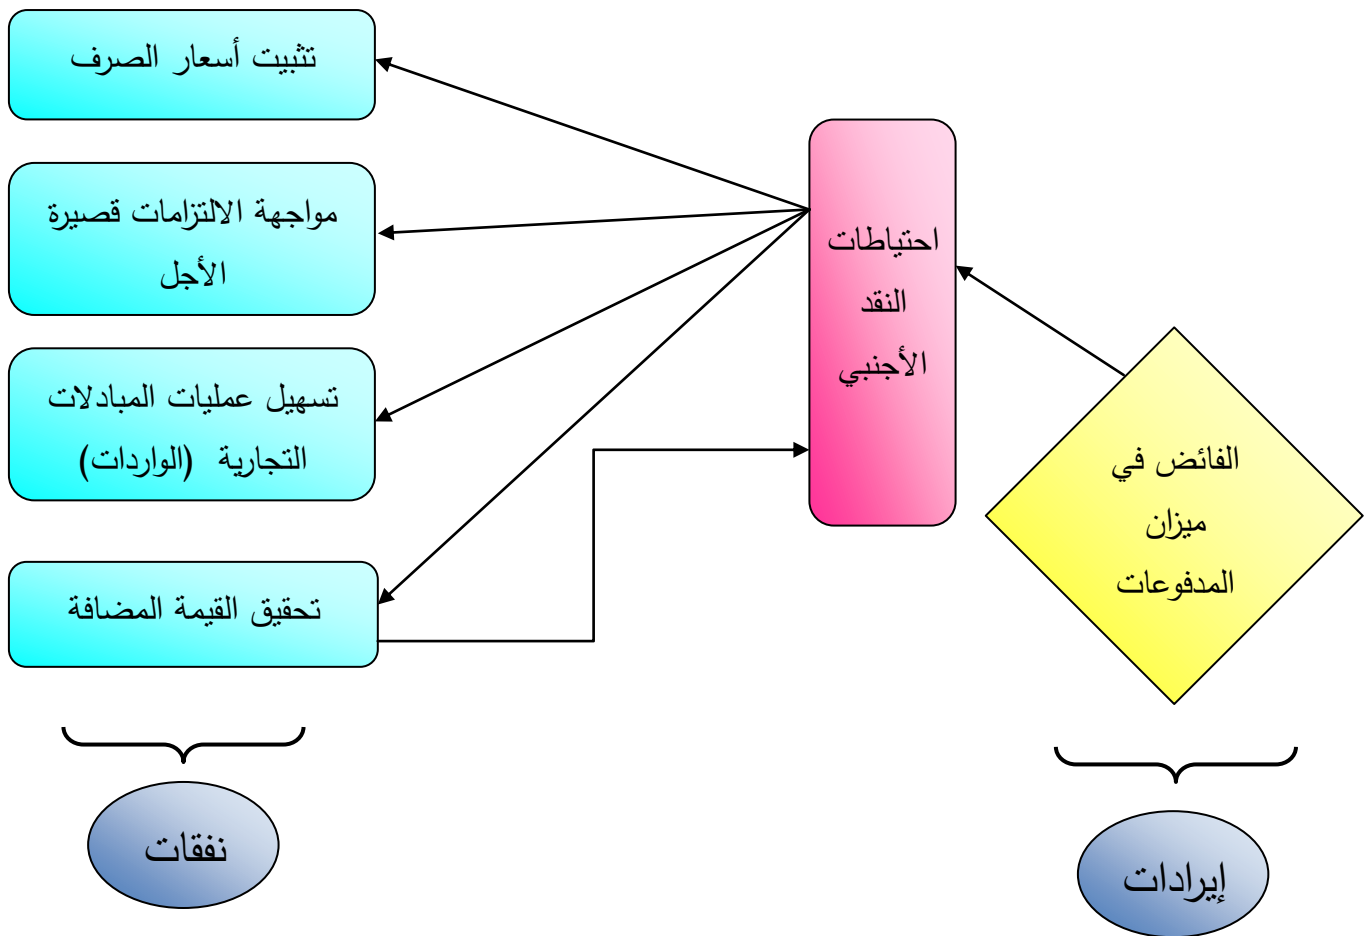 تثبيت أسعار الصرف
مواجهة الالتزامات قصيرة
الأجل
تسهيل عمليات المبادلات
التجارية (الواردات)
تحقيق القيمة المضافة
نفقات
احتياطات
النقد
الأجنبي
الفائض في
ميزان
المدفوعات
إيرادات